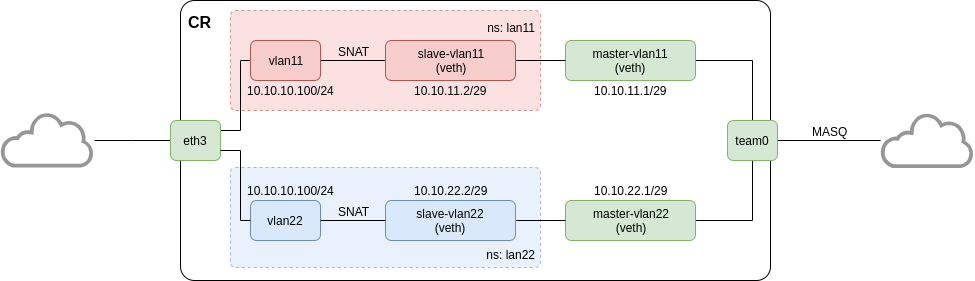 CR
ns: lan11
vlan11
SNAT
slave-vlan11
(veth)
master-vlan11
(veth)
10.10.10.100/24
10.10.11.2/29
10.10.11.1/29
eth3
team0
MASQ
10.10.10.100/24
10.10.22.2/29
10.10.22.1/29
vlan22
SNAT
slave-vlan22
(veth)
master-vlan22
(veth)
ns: lan22